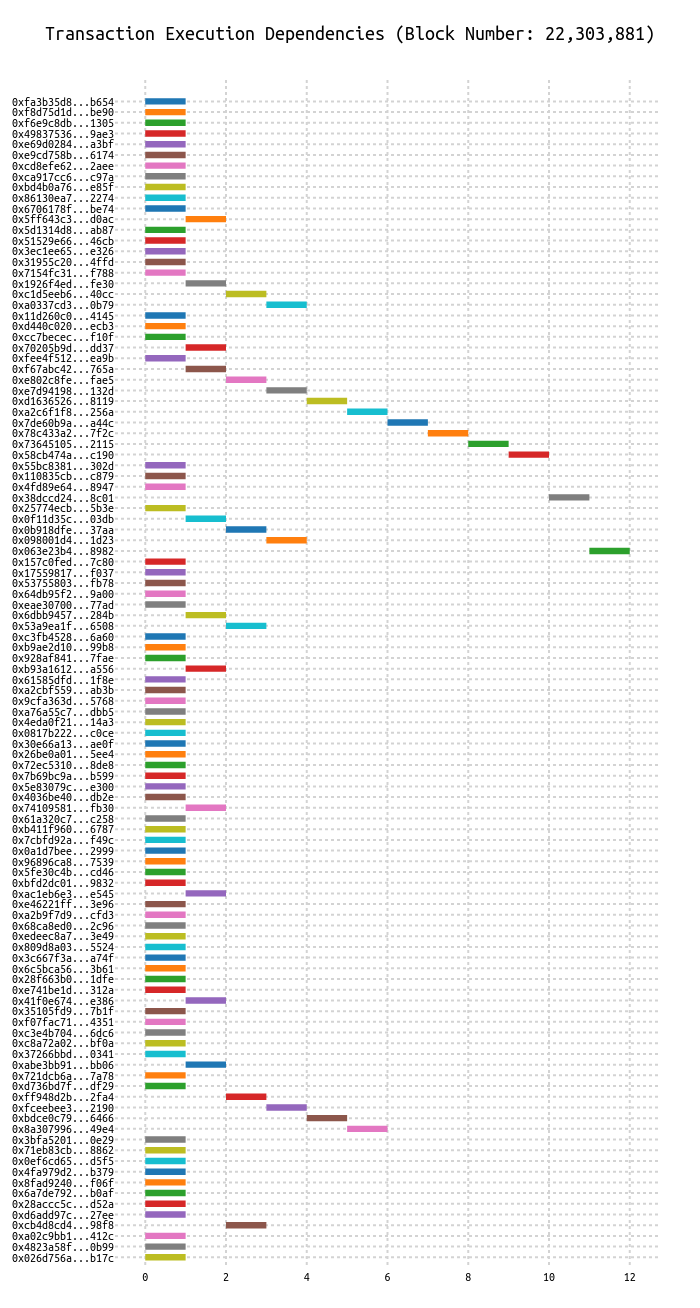 Transaction Execution Dependencies (Block Number: 22,303,881)
0xfa3b35d8...b654
0xf8d75d1d...be90
0xf6e9c8db...1305
0x49837536...9ae3
0xe69d0284...a3bf
0xe9cd758b...6174
0xcd8efe62...2aee
0xca917cc6...c97a
0xbd4b0a76...e85f
0x86130ea7...2274
0x6706178f...be74
0x5ff643c3...d0ac
0x5d1314d8...ab87
0x51529e66...46cb
0x3ec1ee65...e326
0x31955c20...4ffd
0x7154fc31...f788
0x1926f4ed...fe30
0xc1d5eeb6...40cc
0xa0337cd3...0b79
0x11d260c0...4145
0xd440c020...ecb3
0xcc7becec...f10f
0x70205b9d...dd37
0xfee4f512...ea9b
0xf67abc42...765a
0xe802c8fe...fae5
0xe7d94198...132d
0xd1636526...8119
0xa2c6f1f8...256a
0x7de60b9a...a44c
0x78c433a2...7f2c
0x73645105...2115
0x58cb474a...c190
0x55bc8381...302d
0x110835cb...c879
0x4fd89e64...8947
0x38dccd24...8c01
0x25774ecb...5b3e
0x0f11d35c...03db
0x0b918dfe...37aa
0x098001d4...1d23
0x063e23b4...8982
0x157c0fed...7c80
0x17559817...f037
0x53755803...fb78
0x64db95f2...9a00
0xeae30700...77ad
0x6dbb9457...284b
0x53a9ea1f...6508
0xc3fb4528...6a60
0xb9ae2d10...99b8
0x928af841...7fae
0xb93a1612...a556
0x61585dfd...1f8e
0xa2cbf559...ab3b
0x9cfa363d...5768
0xa76a55c7...dbb5
0x4eda0f21...14a3
0x0817b222...c0ce
0x30e66a13...ae0f
0x26be0a01...5ee4
0x72ec5310...8de8
0x7b69bc9a...b599
0x5e83079c...e300
0x4036be40...db2e
0x74109581...fb30
0x61a320c7...c258
0xb411f960...6787
0x7cbfd92a...f49c
0x0a1d7bee...2999
0x96896ca8...7539
0x5fe30c4b...cd46
0xbfd2dc01...9832
0xac1eb6e3...e545
0xe46221ff...3e96
0xa2b9f7d9...cfd3
0x68ca8ed0...2c96
0xedeec8a7...3e49
0x809d8a03...5524
0x3c667f3a...a74f
0x6c5bca56...3b61
0x28f663b0...1dfe
0xe741be1d...312a
0x41f0e674...e386
0x35105fd9...7b1f
0xf07fac71...4351
0xc3e4b704...6dc6
0xc8a72a02...bf0a
0x37266bbd...0341
0xabe3bb91...bb06
0x721dcb6a...7a78
0xd736bd7f...df29
0xff948d2b...2fa4
0xfceebee3...2190
0xbdce0c79...6466
0x8a307996...49e4
0x3bfa5201...0e29
0x71eb83cb...8862
0x0ef6cd65...d5f5
0x4fa979d2...b379
0x8fad9240...f06f
0x6a7de792...b0af
0x28accc5c...d52a
0xd6add97c...27ee
0xcb4d8cd4...98f8
0xa02c9bb1...412c
0x4823a58f...0b99
0x026d756a...b17c
0 2 4 6 8 10 12